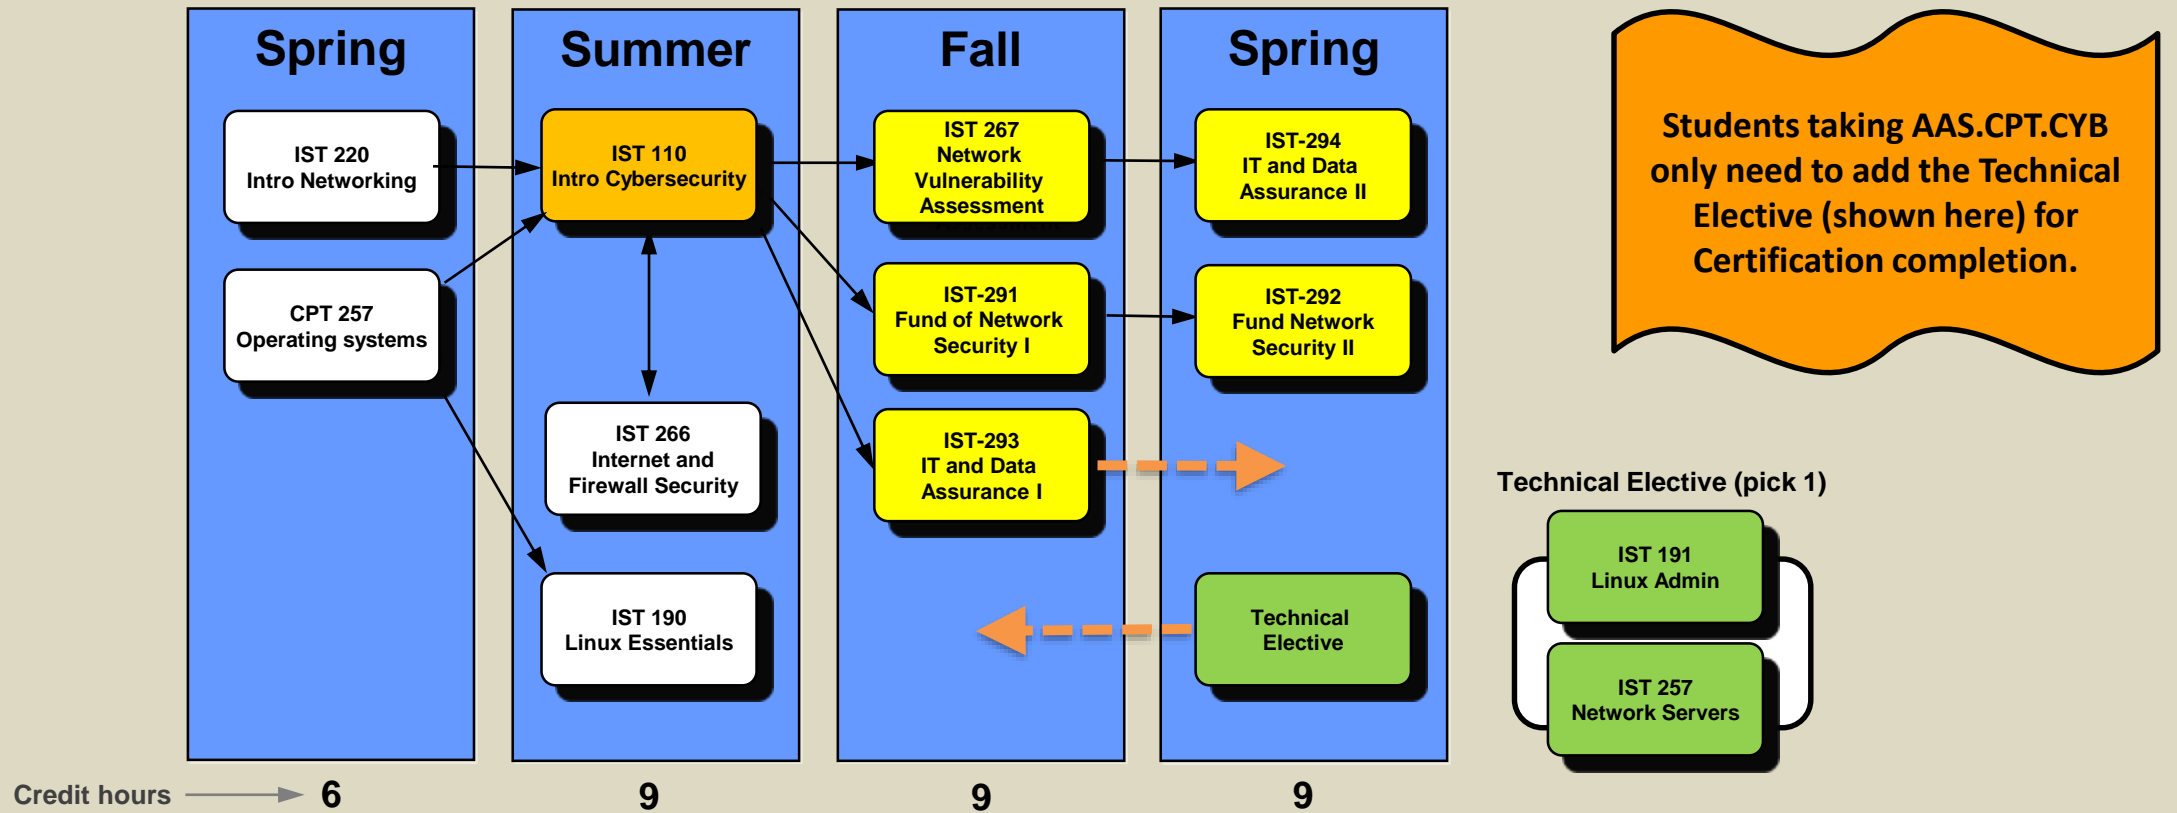 Spring
Summer
Fall
Spring
IST 220
Intro Networking
CPT 257
Operating systems
IST 110
Intro Cybersecurity
IST 266
Internet and
Firewall Security
IST 190
Linux Essentials
IST 267
Network
Vulnerability
Assessment
IST-291
Fund of Network
Security I
IST-293
IT and Data
Assurance I
IST-294
IT and Data
Assurance II
IST-292
Fund Network
Security II
Technical
Elective
Students taking AAS.CPT.CYB
only need to add the Technical
Elective (shown here) for
Certification completion.
Technical Elective (pick 1)
IST 191
Linux Admin
IST 257
Network Servers
Credit hours
6
9
9
9